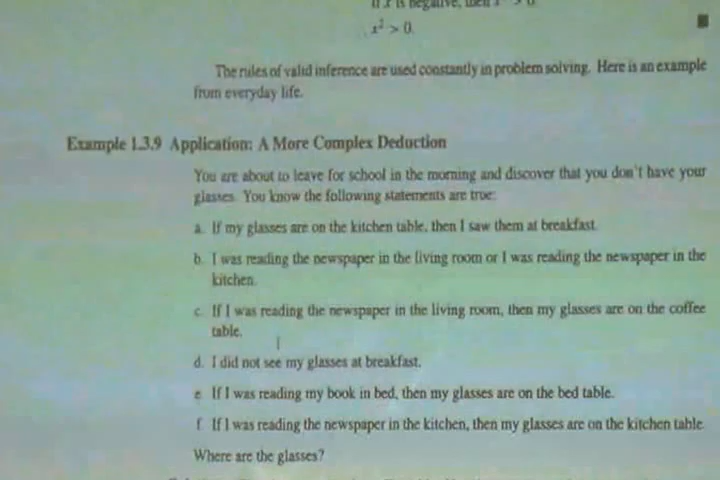 If x is negative, then x² > 0
∴ x² > 0.
The rules of valid inference are used constantly in problem solving. Here is an example
from everyday life.
Example 1.3.9 Application: A More Complex Deduction
You are about to leave for school in the morning and discover that you don't have your
glasses. You know the following statements are true:
a. If my glasses are on the kitchen table, then I saw them at breakfast.
b. I was reading the newspaper in the living room or I was reading the newspaper in the
kitchen.
c. If I was reading the newspaper in the living room, then my glasses are on the coffee
table.
d. I did not see my glasses at breakfast.
e. If I was reading my book in bed, then my glasses are on the bed table.
f. If I was reading the newspaper in the kitchen, then my glasses are on the kitchen table.
Where are the glasses?